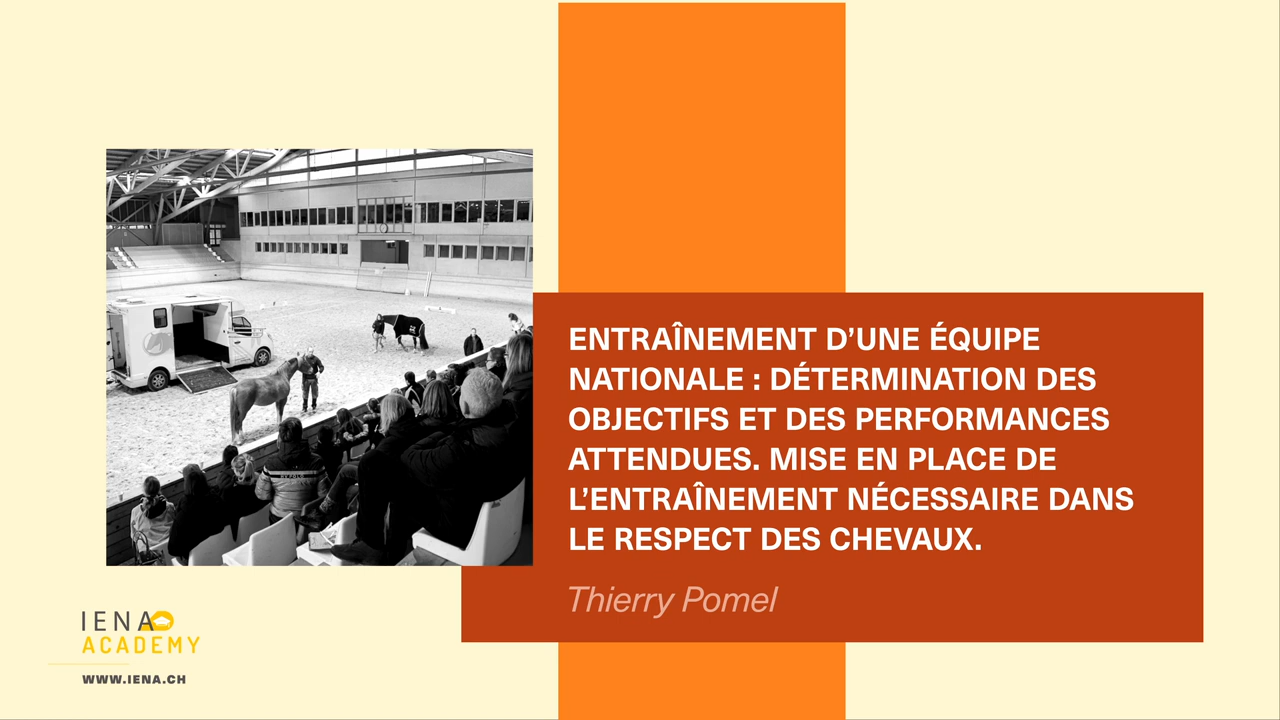 ENTRAÎNEMENT D’UNE ÉQUIPE
NATIONALE : DÉTERMINATION DES
OBJECTIFS ET DES PERFORMANCES
ATTENDUES. MISE EN PLACE DE
L’ENTRAÎNEMENT NÉCESSAIRE DANS
LE RESPECT DES CHEVAUX.
Thierry Pomel
IENA
ACADEMY
WWW.IENA.CH